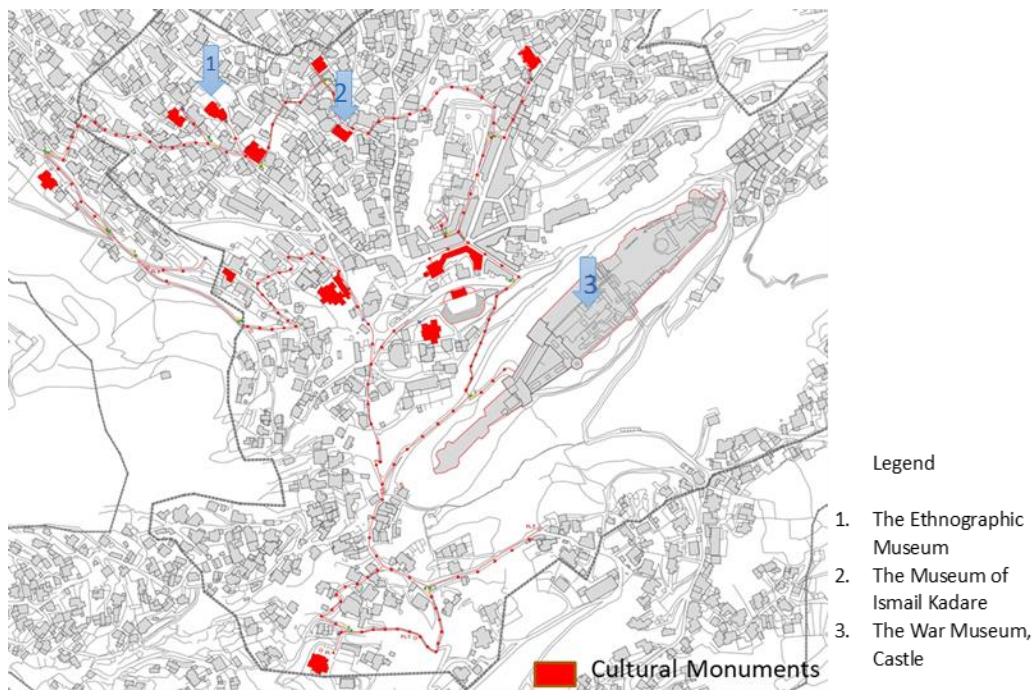 1
2
3
Cultural Monuments
Legend
1. The Ethnographic
Museum
2. The Museum of
Ismail Kadare
3. The War Museum,
Castle